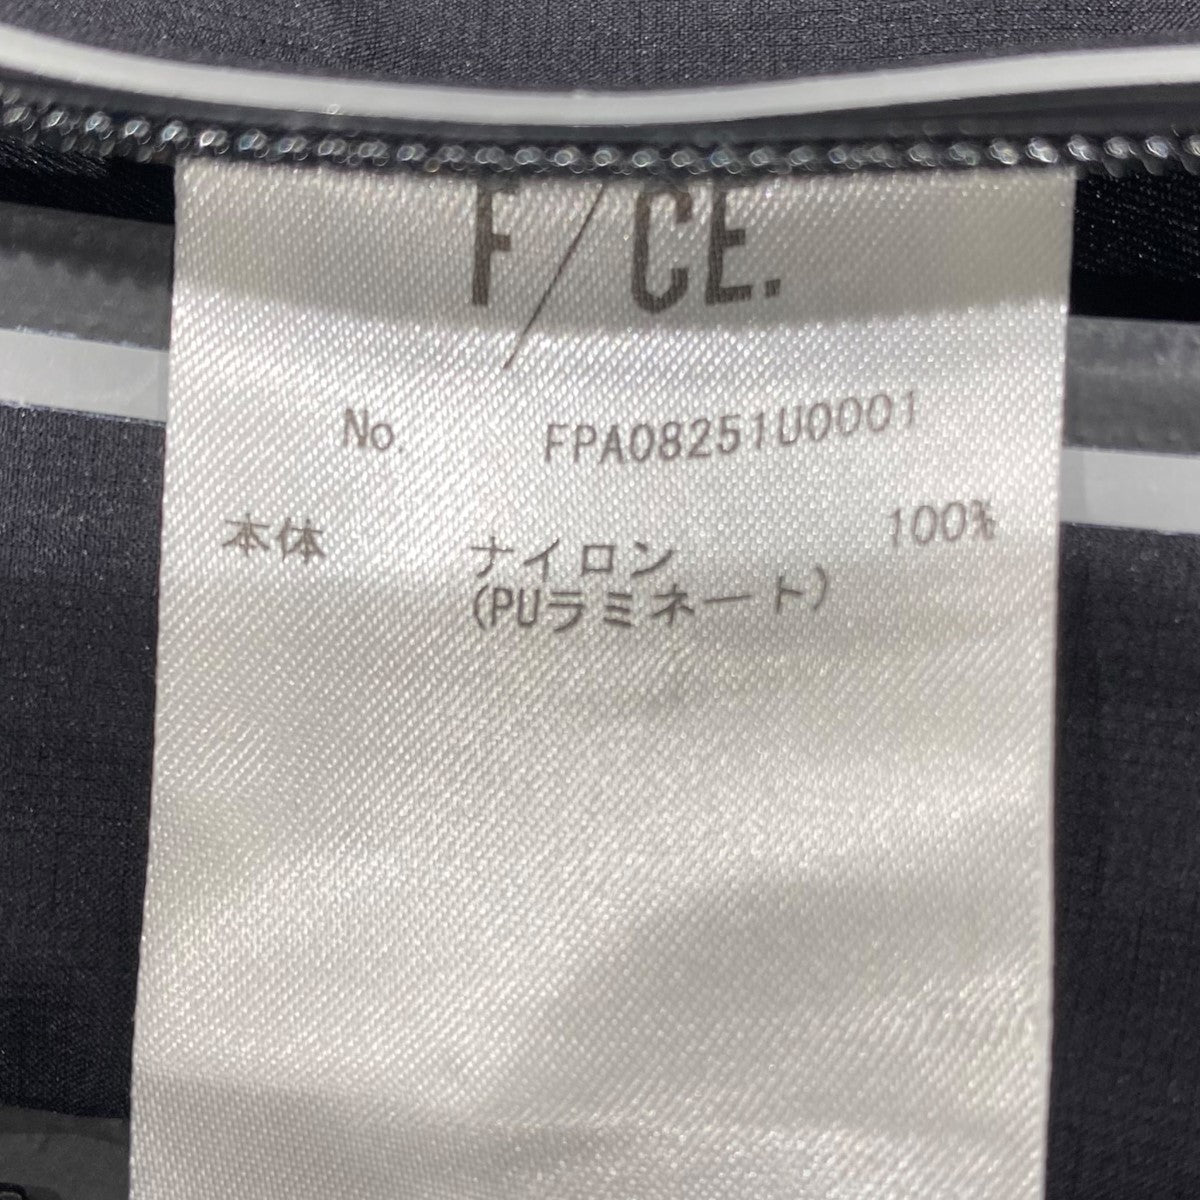 F/CE.
No. FPA08251U0001
本体 ナイロン 100%
(PUラミネート)